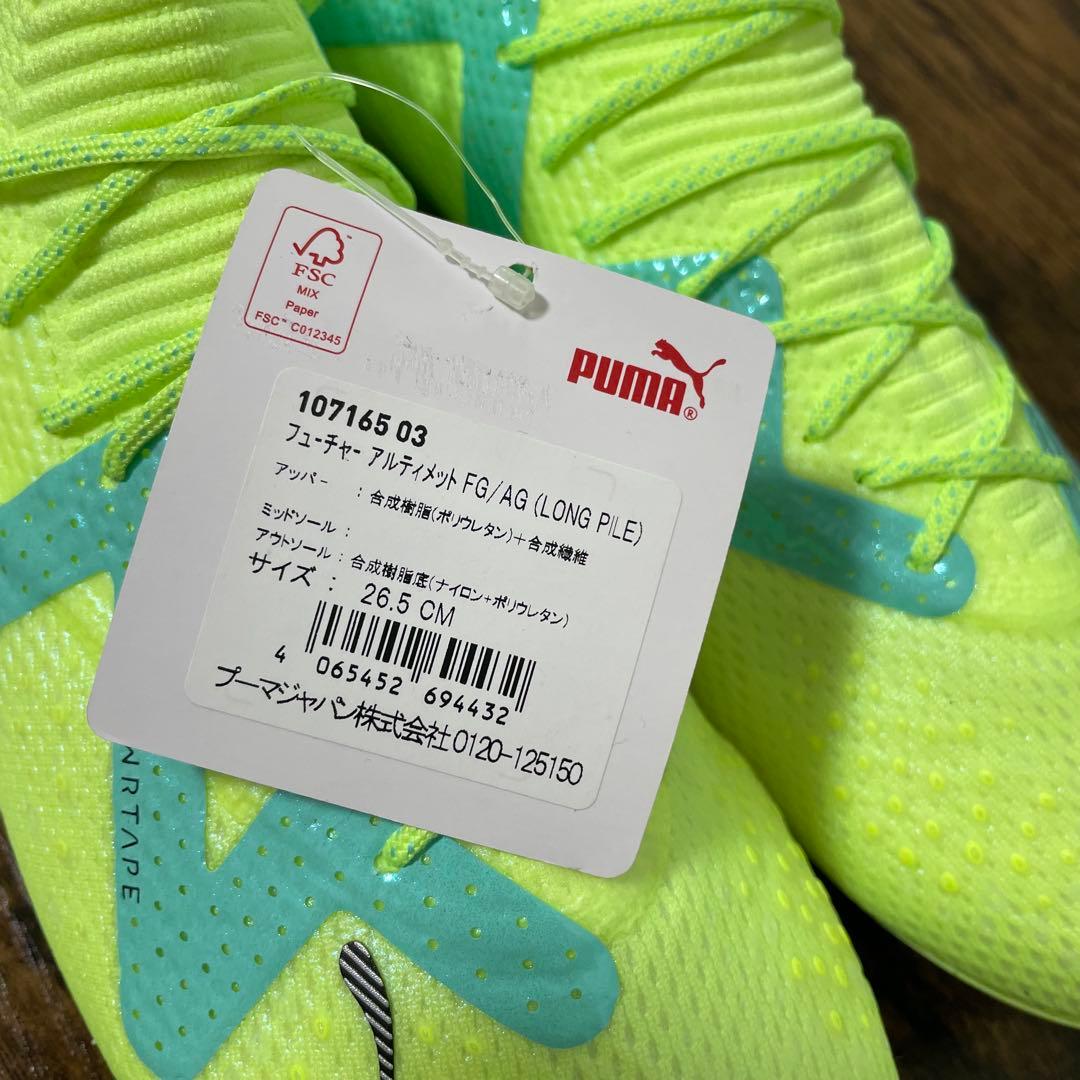 FSC
MIX
Paper
FSC™ C012345
PUMA®
107165 03
フューチャー アルティメット FG/AG (LONG PILE)
アッパー : 合成樹脂(ポリウレタン)+合成繊維
ミッドソール :
アウトソール : 合成樹脂底(ナイロン+ポリウレタン)
サイズ : 26.5 CM
4 065452 694432
プーマジャパン株式会社 0120-125150
NRTAPE